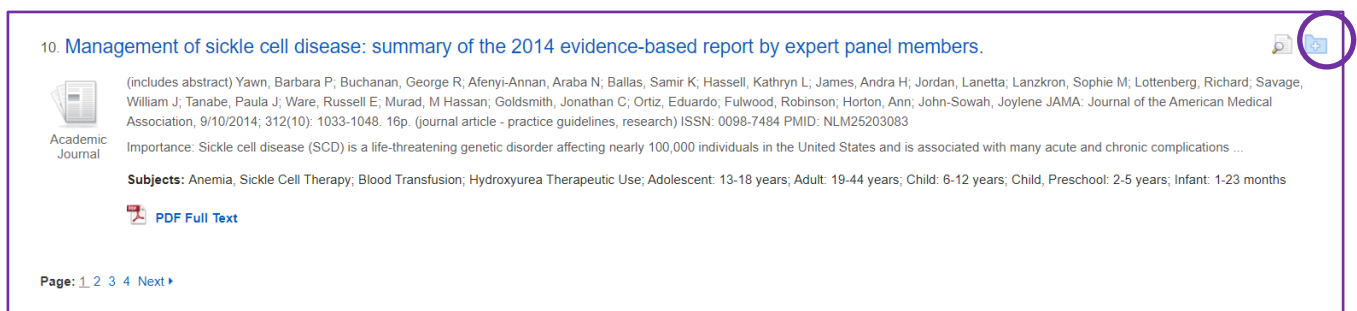 10. Management of sickle cell disease: summary of the 2014 evidence-based report by expert panel members.
(includes abstract) Yawn, Barbara P; Buchanan, George R; Afenyi-Annan, Araba N; Ballas, Samir K; Hassell, Kathryn L; James, Andra H; Jordan, Lanetta; Lanzkron, Sophie M; Lottenberg, Richard; Savage,
William J; Tanabe, Paula J; Ware, Russell E; Murad, M Hassan; Goldsmith, Jonathan C; Ortiz, Eduardo; Fulwood, Robinson; Horton, Ann; John-Sowah, Joylene JAMA: Journal of the American Medical
Association, 9/10/2014; 312(10): 1033-1048. 16p. (journal article - practice guidelines, research) ISSN: 0098-7484 PMID: NLM25203083
Academic
Journal
Importance: Sickle cell disease (SCD) is a life-threatening genetic disorder affecting nearly 100,000 individuals in the United States and is associated with many acute and chronic complications ...
Subjects: Anemia, Sickle Cell Therapy; Blood Transfusion; Hydroxyurea Therapeutic Use; Adolescent: 13-18 years; Adult: 19-44 years; Child: 6-12 years; Child, Preschool: 2-5 years; Infant: 1-23 months
PDF Full Text
Page: 1 2 3 4 Next